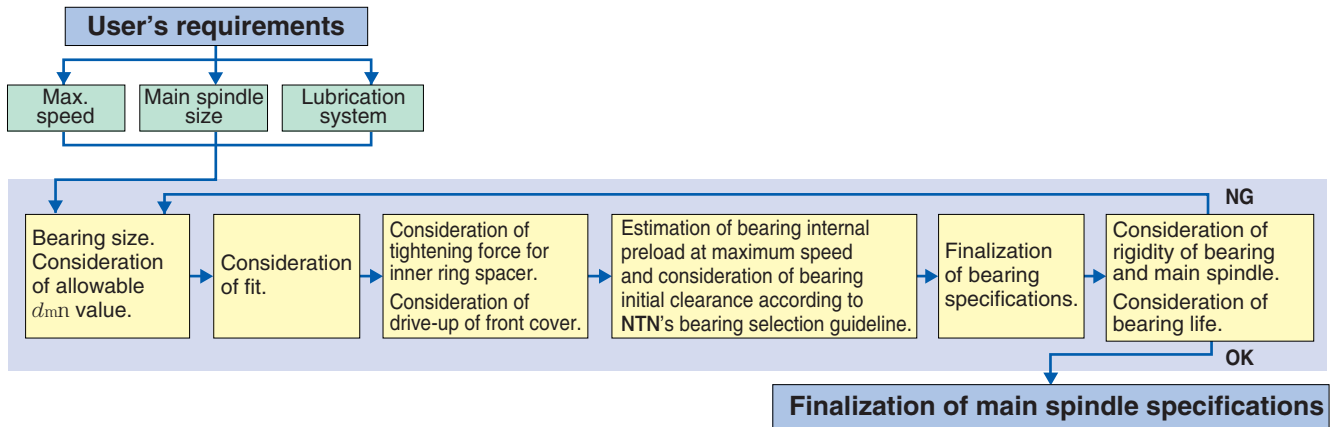 User's requirements
Max.
speed
Main spindle
size
Lubrication
system
NG
Bearing size.
Consideration
of allowable
dmn value.
Consideration
of fit.
Consideration of
tightening force for
inner ring spacer.
Consideration of
drive-up of front cover.
Estimation of bearing internal
preload at maximum speed
and consideration of bearing
initial clearance according to
NTN's bearing selection guideline.
Finalization
of bearing
specifications.
Consideration of
rigidity of bearing
and main spindle.
Consideration of
bearing life.
OK
Finalization of main spindle specifications